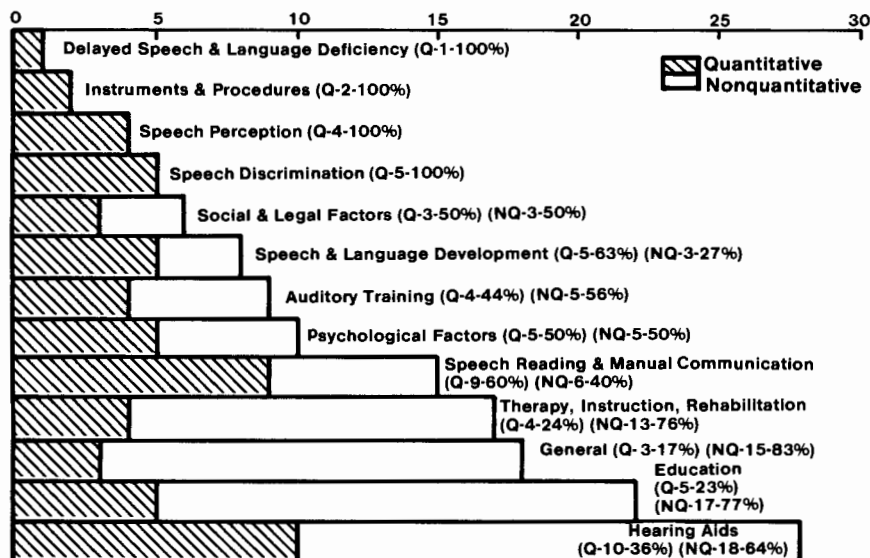 0 5 10 15 20 25 30
Delayed Speech & Language Deficiency (Q-1-100%)
Quantitative
Nonquantitative
Instruments & Procedures (Q-2-100%)
Speech Perception (Q-4-100%)
Speech Discrimination (Q-5-100%)
Social & Legal Factors (Q-3-50%) (NQ-3-50%)
Speech & Language Development (Q-5-63%) (NQ-3-27%)
Auditory Training (Q-4-44%) (NQ-5-56%)
Psychological Factors (Q-5-50%) (NQ-5-50%)
Speech Reading & Manual Communication
(Q-9-60%) (NQ-6-40%)
Therapy, Instruction, Rehabilitation
(Q-4-24%) (NQ-13-76%)
General (Q-3-17%) (NQ-15-83%)
Education
(Q-5-23%)
(NQ-17-77%)
Hearing Aids
(Q-10-36%) (NQ-18-64%)